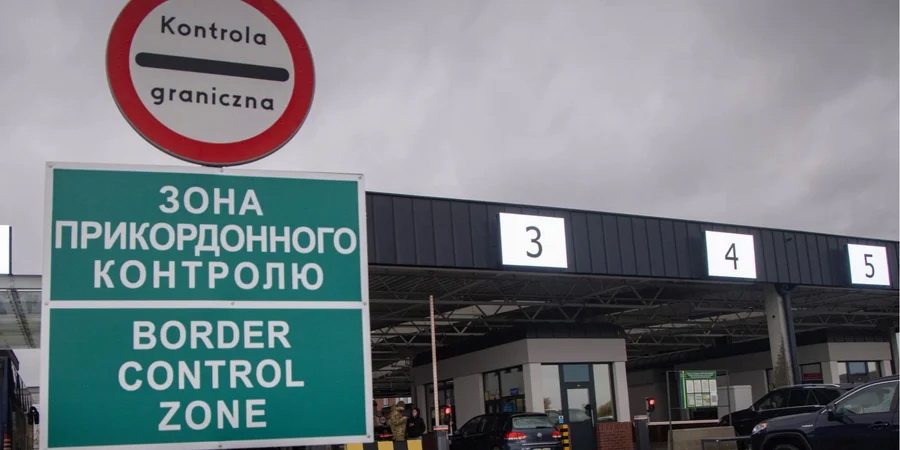 Kontrola
graniczna
ЗОНА
ПРИКОРДОННОГО
КОНТРОЛЮ
BORDER
CONTROL
ZONE
3
4
5